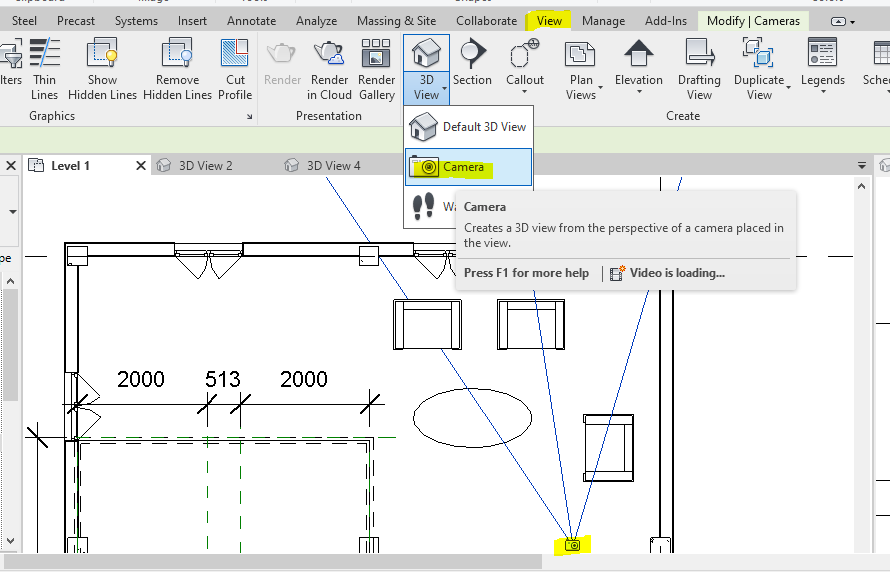 Steel Precast Systems Insert Annotate Analyze Massing & Site Collaborate View Manage Add-Ins Modify | Cameras
Thin
Lines
Show
Hidden Lines
Remove
Hidden Lines
Cut
Profile
Render
Render
in Cloud
Render
Gallery
3D
View
Section
Callout
Plan
Views
Elevation
Drafting
View
Duplicate
View
Legends
Graphics
Presentation
Create
Default 3D View
Camera
Level 1
3D View 2
3D View 4
Camera
Creates a 3D view from the perspective of a camera placed in
the view.
Press F1 for more help
Video is loading...
2000 513 2000